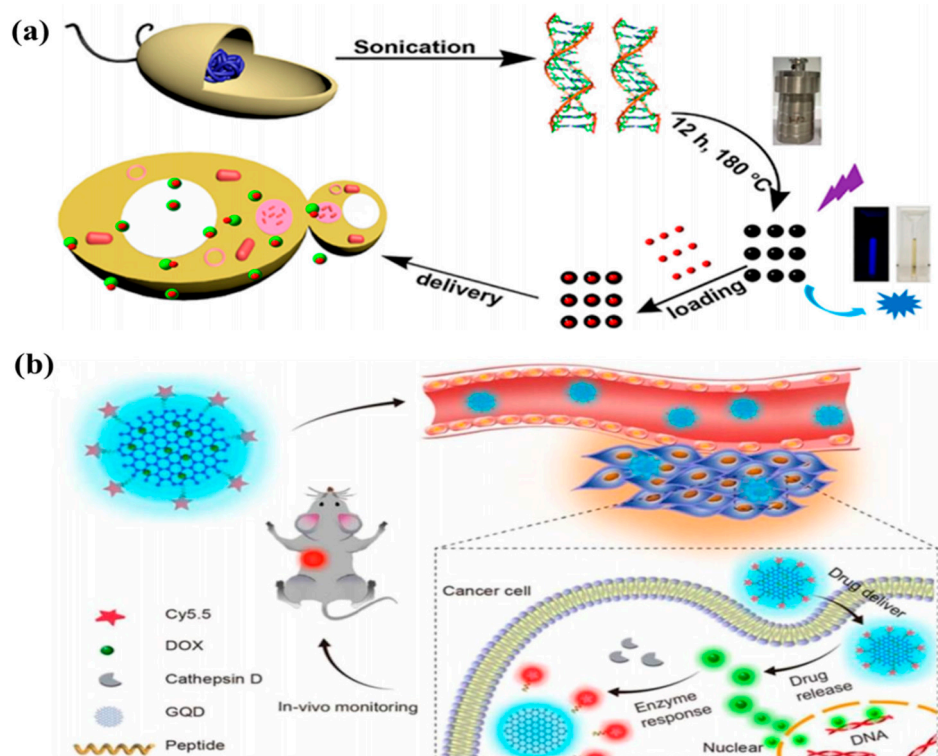 (a)
Sonication
12 h, 180 °C
loading
delivery
(b)
Cy5.5
DOX
Cathepsin D
GQD
Peptide
In-vivo monitoring
Cancer cell
Drug deliver
Drug
release
Enzyme
response
DNA
Nuclear